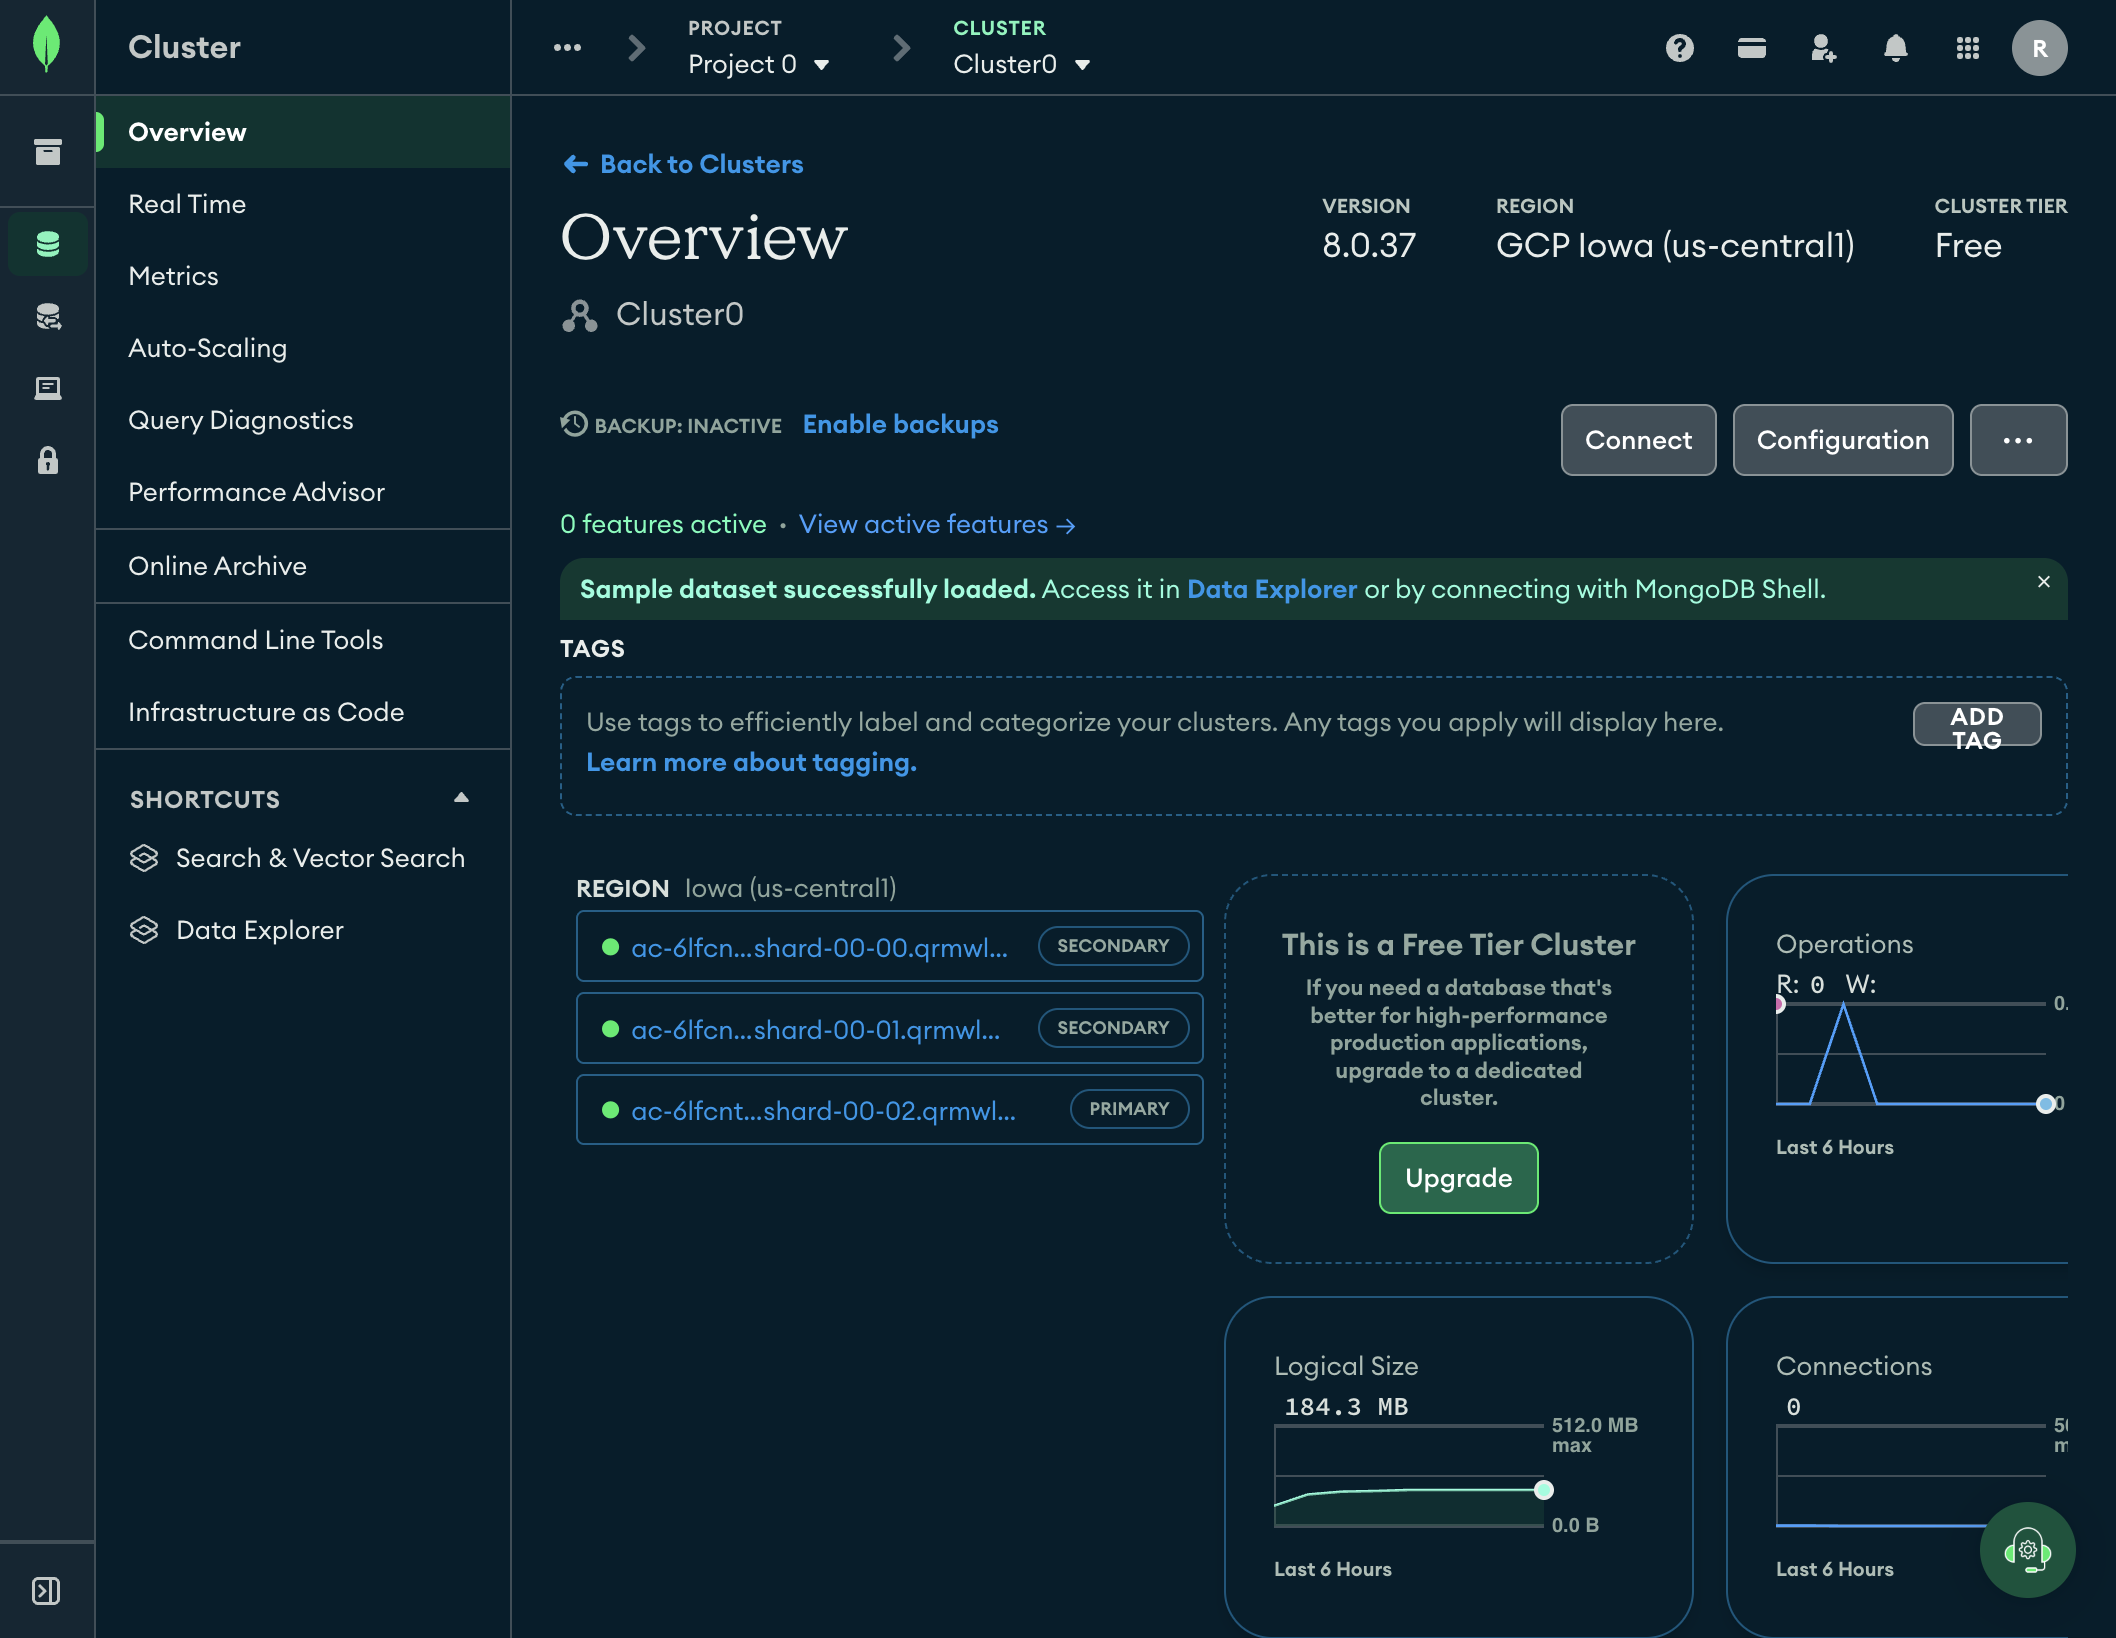 Cluster
PROJECT
Project 0
CLUSTER
Cluster0
R
Overview
Real Time
Metrics
Auto-Scaling
Query Diagnostics
Performance Advisor
Online Archive
Command Line Tools
Infrastructure as Code
SHORTCUTS
Search & Vector Search
Data Explorer
Back to Clusters
Overview
Cluster0
VERSION
8.0.37
REGION
GCP Iowa (us-central1)
CLUSTER TIER
Free
BACKUP: INACTIVE Enable backups
Connect
Configuration
0 features active • View active features →
Sample dataset successfully loaded. Access it in Data Explorer or by connecting with MongoDB Shell.
TAGS
Use tags to efficiently label and categorize your clusters. Any tags you apply will display here.
Learn more about tagging.
ADD
TAG
REGION Iowa (us-central1)
ac-6lfcn...shard-00-00.qrmwl... SECONDARY
ac-6lfcn...shard-00-01.qrmwl... SECONDARY
ac-6lfcnt...shard-00-02.qrmwl... PRIMARY
This is a Free Tier Cluster
If you need a database that's
better for high-performance
production applications,
upgrade to a dedicated
cluster.
Upgrade
Operations
R: 0 W:
0.
0
Last 6 Hours
Logical Size
184.3 MB
512.0 MB
max
0.0 B
Last 6 Hours
Connections
0
Last 6 Hours